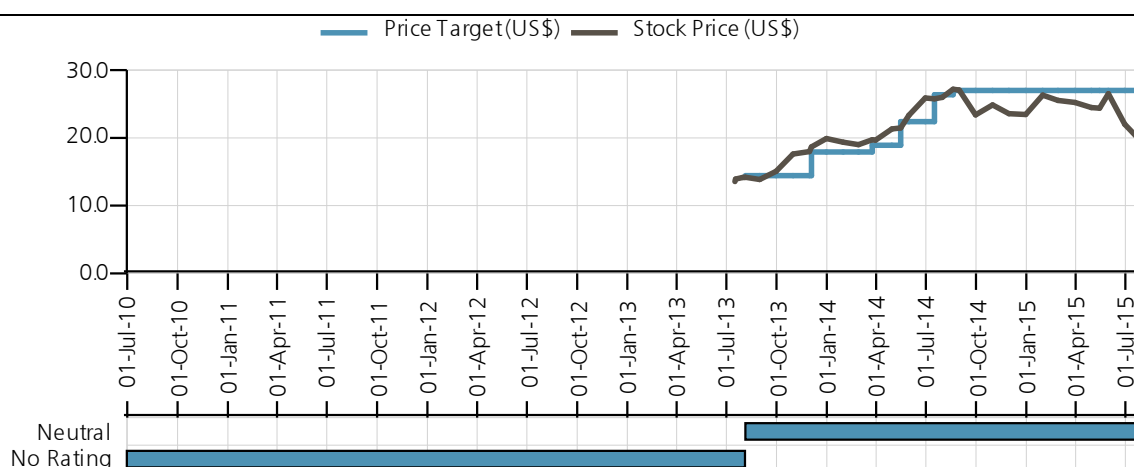 Price Target (US$) Stock Price (US$)
30.0
20.0
10.0
0.0
01-Jul-10 01-Oct-10 01-Jan-11 01-Apr-11 01-Jul-11 01-Oct-11 01-Jan-12 01-Apr-12 01-Jul-12 01-Oct-12 01-Jan-13 01-Apr-13 01-Jul-13 01-Oct-13 01-Jan-14 01-Apr-14 01-Jul-14 01-Oct-14 01-Jan-15 01-Apr-15 01-Jul-15
Neutral
No Rating